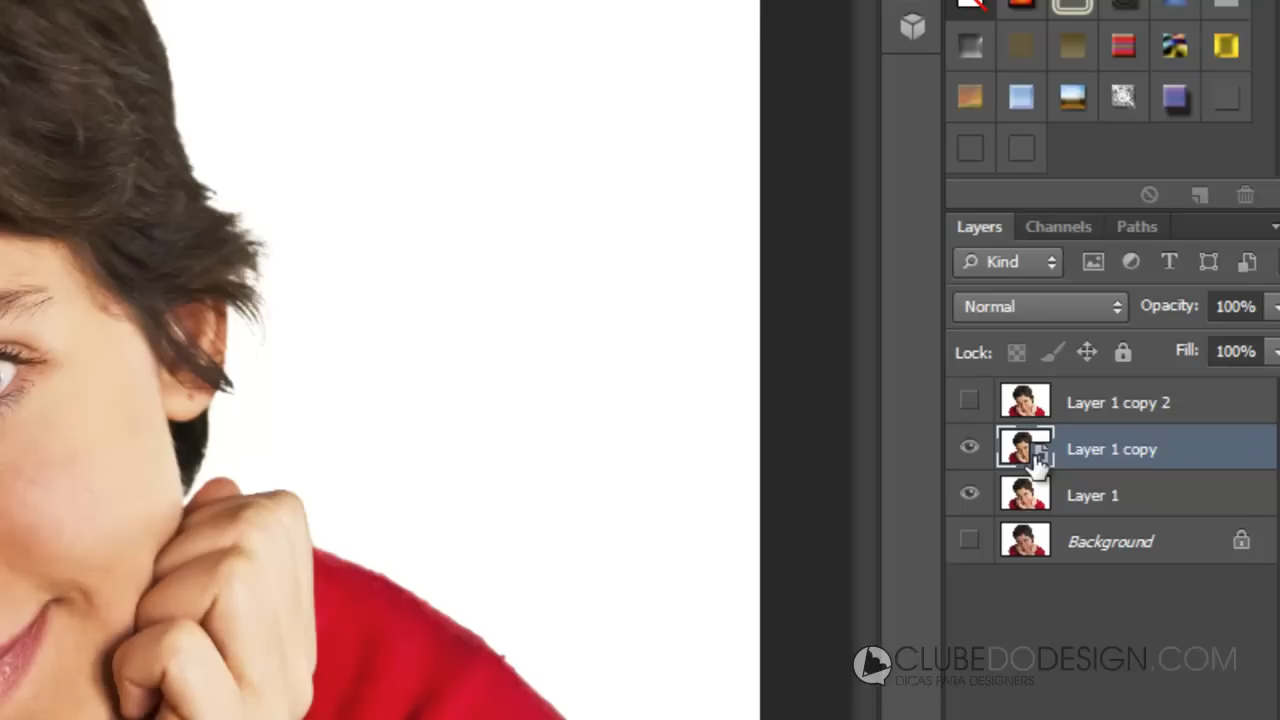 Layers Channels Paths
Kind T
Normal Opacity: 100%
Lock: Fill: 100%
Layer 1 copy 2
Layer 1 copy
Layer 1
Background
CLUBEDODESIGN.COM
DICAS PARA DESIGNERS